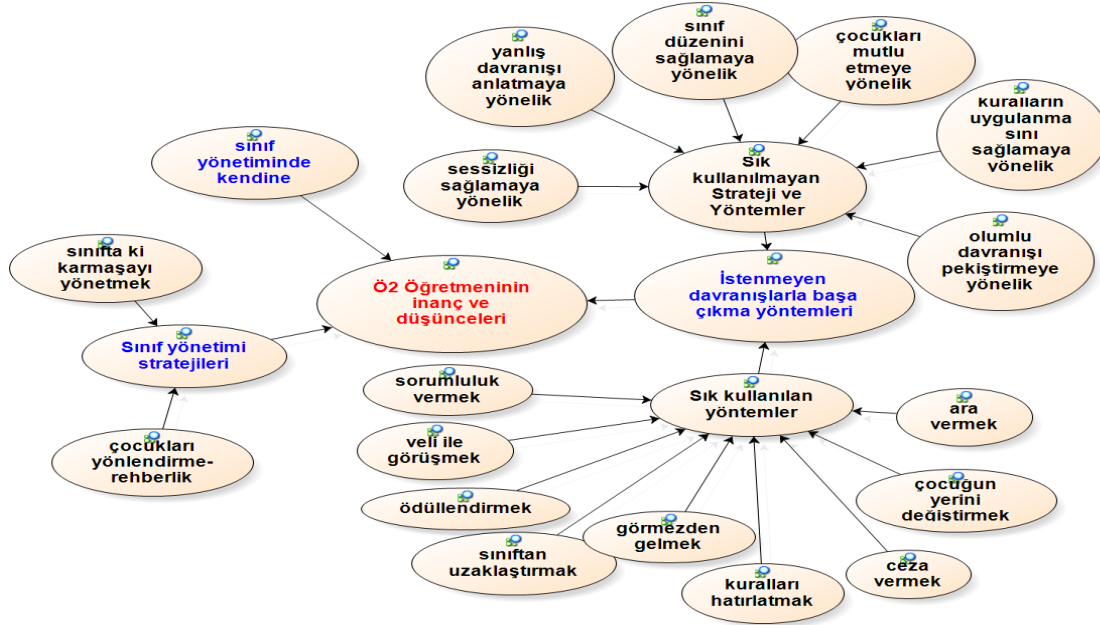 yanlış
davranışı
anlatmaya
yönelik
sınıf
düzenini
sağlamaya
yönelik
çocukları
mutlu
etmeye
yönelik
kuralların
uygulanma
sını
sağlamaya
yönelik
sınıf
yönetiminde
kendine
sessizliği
sağlamaya
yönelik
Sık
kullanılmayan
Strateji ve
Yöntemler
olumlu
davranışı
pekiştirmeye
yönelik
sınıfta ki
karmaşayı
yönetmek
Ö2 Öğretmeninin
inanç ve
düşünceleri
İstenmeyen
davranışlarla başa
çıkma yöntemleri
Sınıf yönetimi
stratejileri
çocukları
yönlendirme-
rehberlik
sorumluluk
vermek
Sık kullanılan
yöntemler
ara
vermek
veli ile
görüşmek
ödüllendirmek
sınıftan
uzaklaştırmak
görmezden
gelmek
kuralları
hatırlatmak
ceza
vermek
çocuğun
yerini
değiştirmek